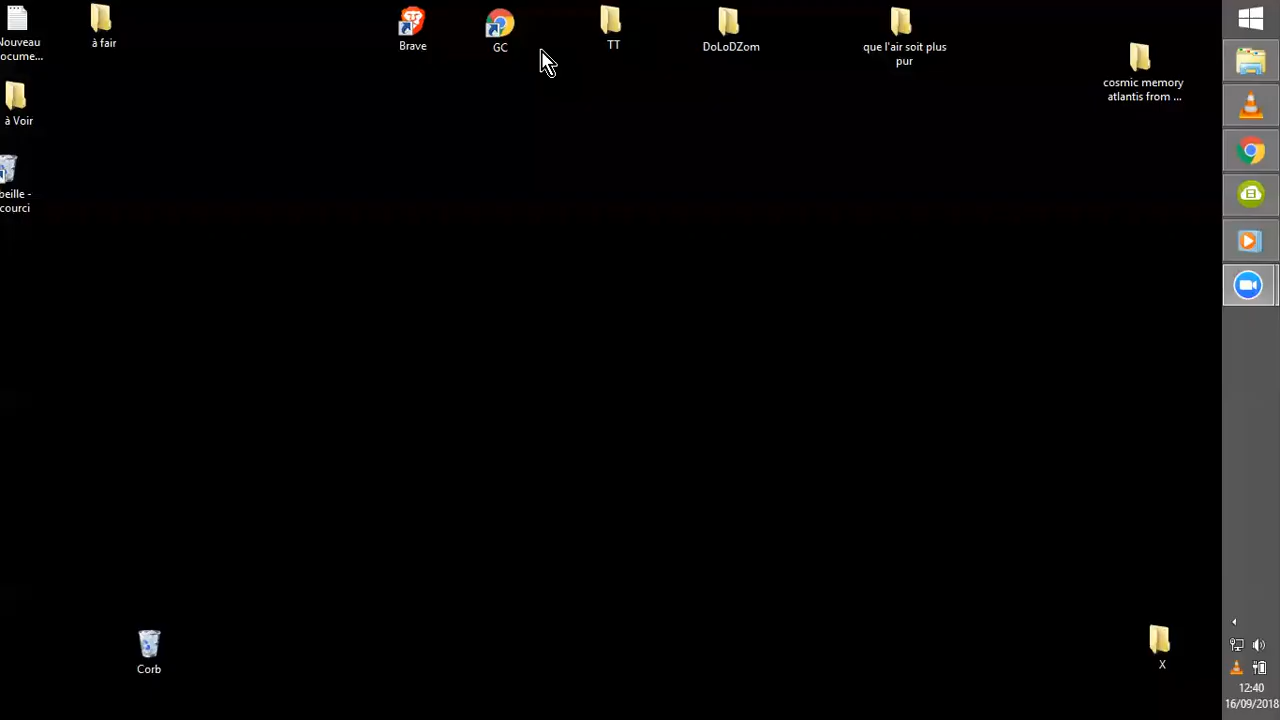 Nouveau
ocume...
à fair
Brave
GC
TT
DoLoDZom
que l'air soit plus
pur
cosmic memory
atlantis from ...
à Voir
beille -
courci
Corb
X
12:40
16/09/2018